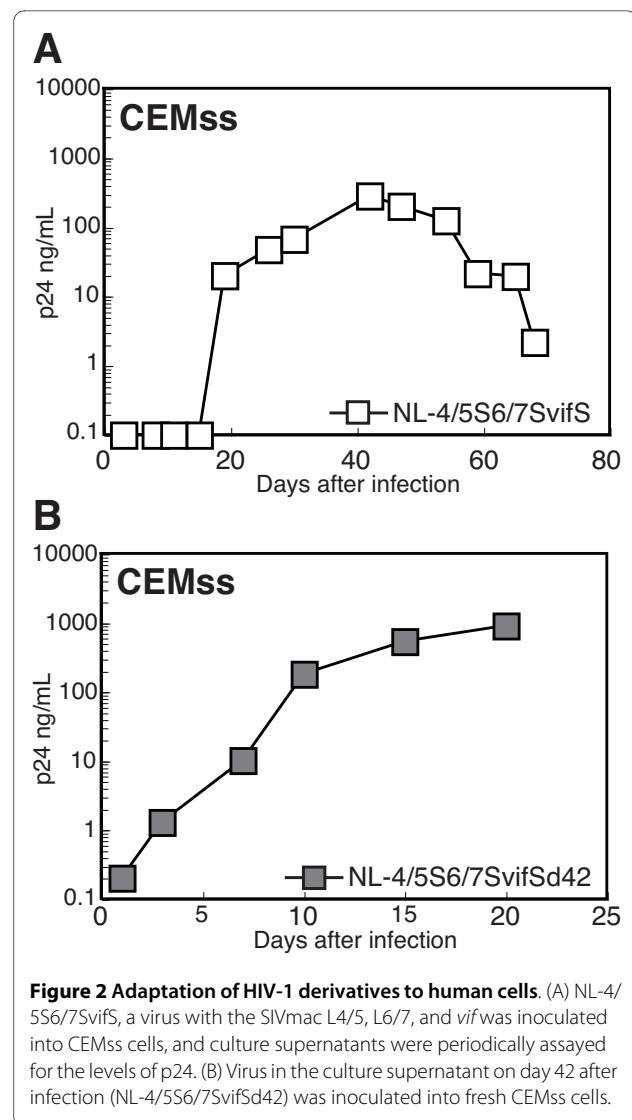 A
10000
CEMss
1000
100
10
1
0.1
p24 ng/mL
NL-4/5S6/7SvifS
0 20 40 60 80
Days after infection
B
10000
CEMss
1000
100
10
1
0.1
p24 ng/mL
NL-4/5S6/7SvifSd42
0 5 10 15 20 25
Days after infection
Figure 2 Adaptation of HIV-1 derivatives to human cells. (A) NL-4/
5S6/7SvifS, a virus with the SIVmac L4/5, L6/7, and vif was inoculated
into CEMss cells, and culture supernatants were periodically assayed
for the levels of p24. (B) Virus in the culture supernatant on day 42 after
infection (NL-4/5S6/7SvifSd42) was inoculated into fresh CEMss cells.